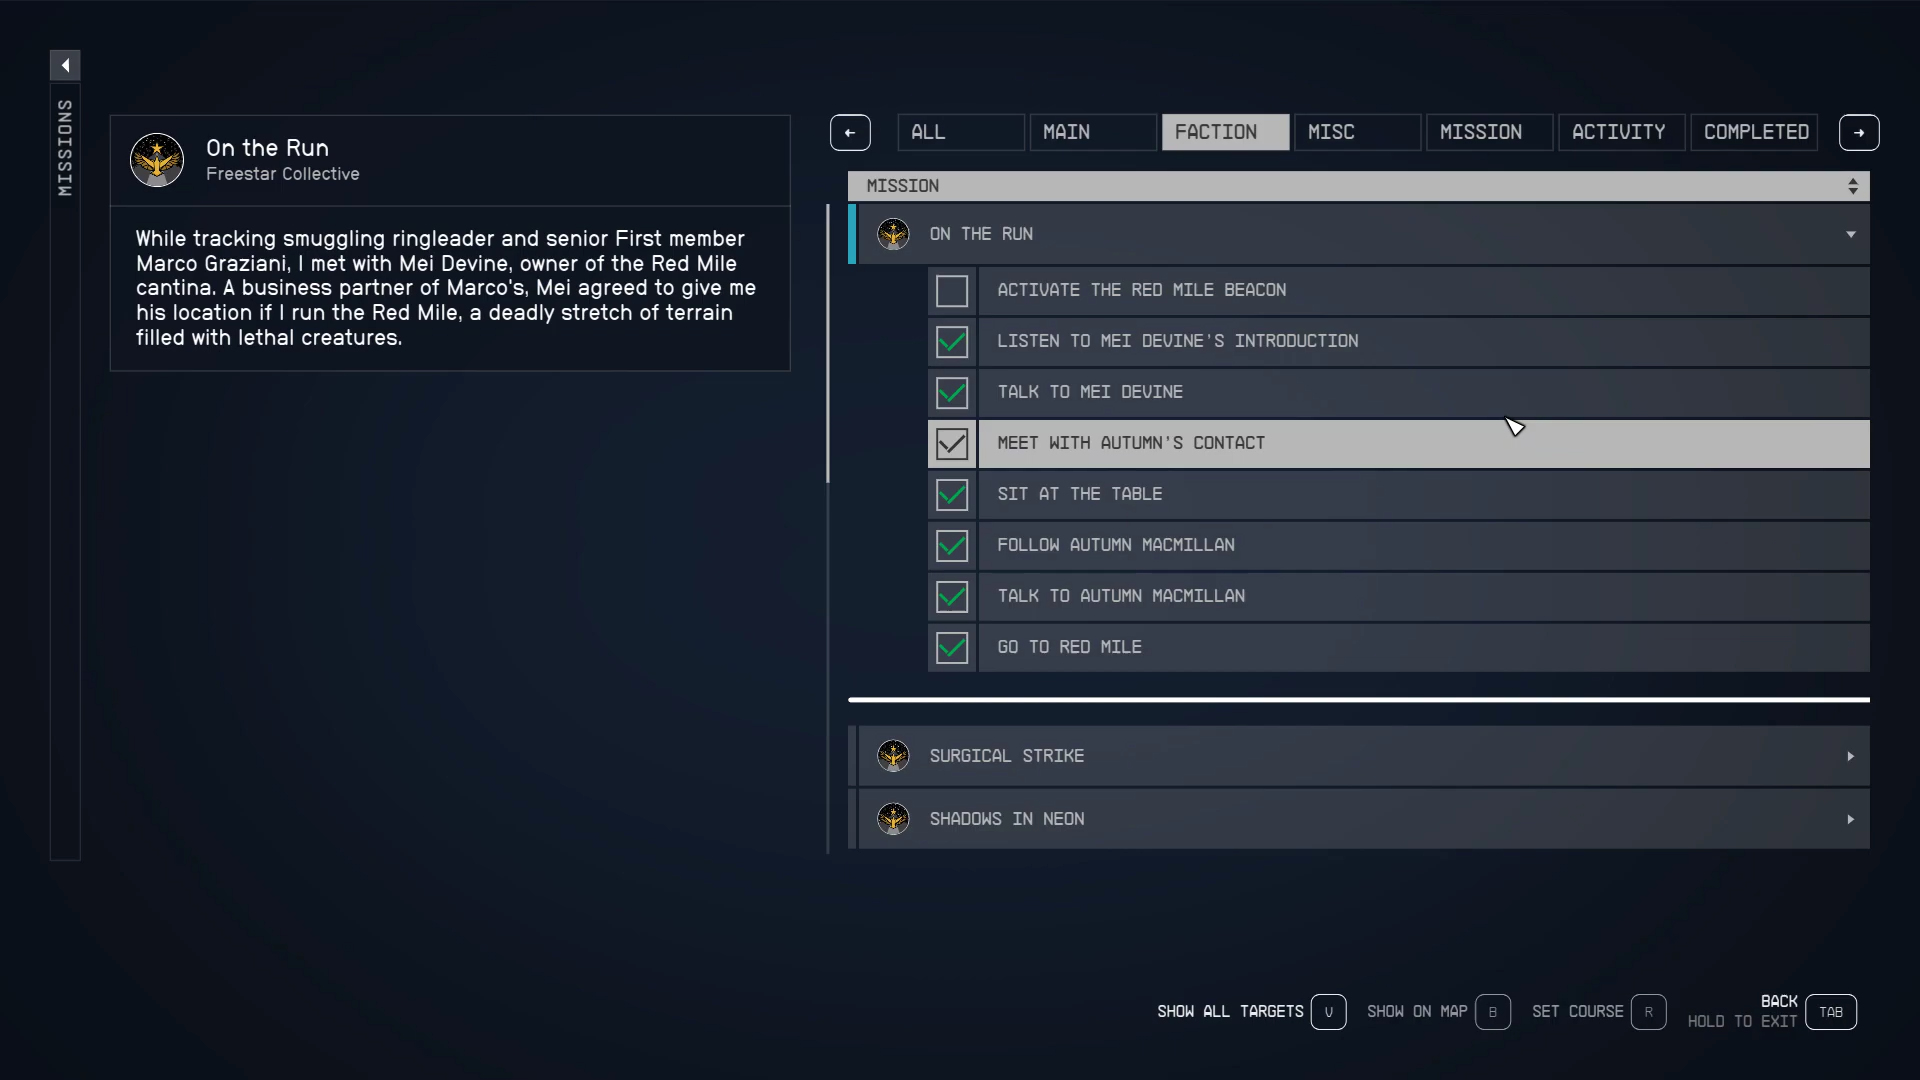 MISSIONS
On the Run
Freestar Collective
While tracking smuggling ringleader and senior First member
Marco Graziani, I met with Mei Devine, owner of the Red Mile
cantina. A business partner of Marco's, Mei agreed to give me
his location if I run the Red Mile, a deadly stretch of terrain
filled with lethal creatures.
ALL
MAIN
FACTION
MISC
MISSION
ACTIVITY
COMPLETED
MISSION
ON THE RUN
ACTIVATE THE RED MILE BEACON
LISTEN TO MEI DEVINE'S INTRODUCTION
TALK TO MEI DEVINE
MEET WITH AUTUMN'S CONTACT
SIT AT THE TABLE
FOLLOW AUTUMN MACMILLAN
TALK TO AUTUMN MACMILLAN
GO TO RED MILE
SURGICAL STRIKE
SHADOWS IN NEON
SHOW ALL TARGETS V
SHOW ON MAP B
SET COURSE R
BACK
HOLD TO EXIT
TAB